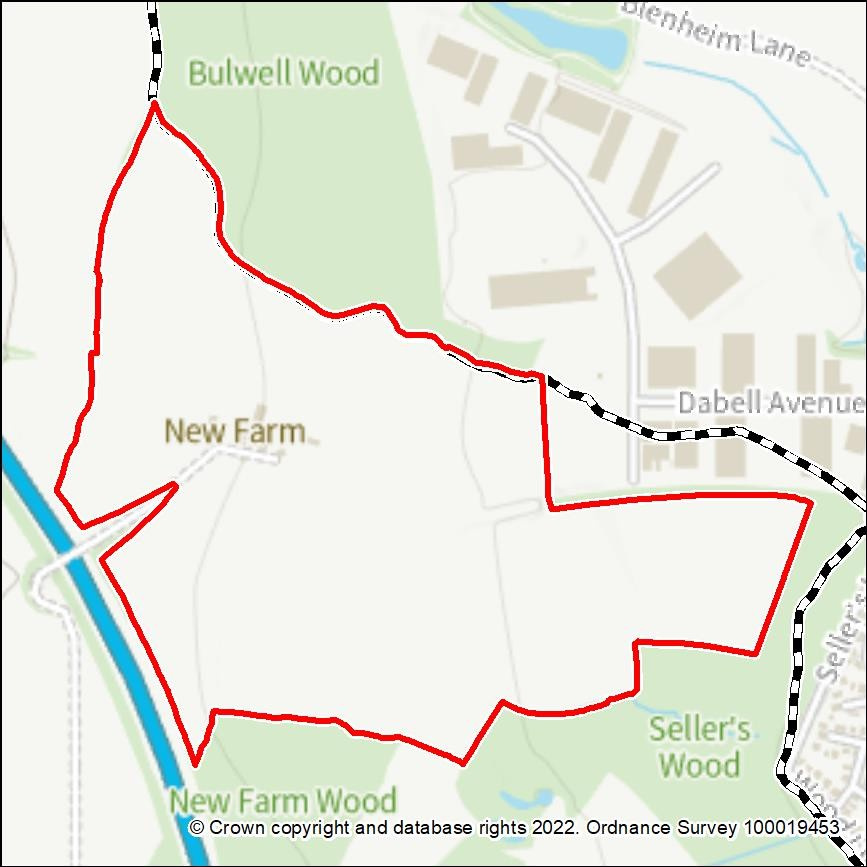 Blenheim Lane
Bulwell Wood
Dabell Avenue
New Farm
Seller's
Seller's
Wood
New Farm Wood
© Crown copyright and database rights 2022. Ordnance Survey 100019453